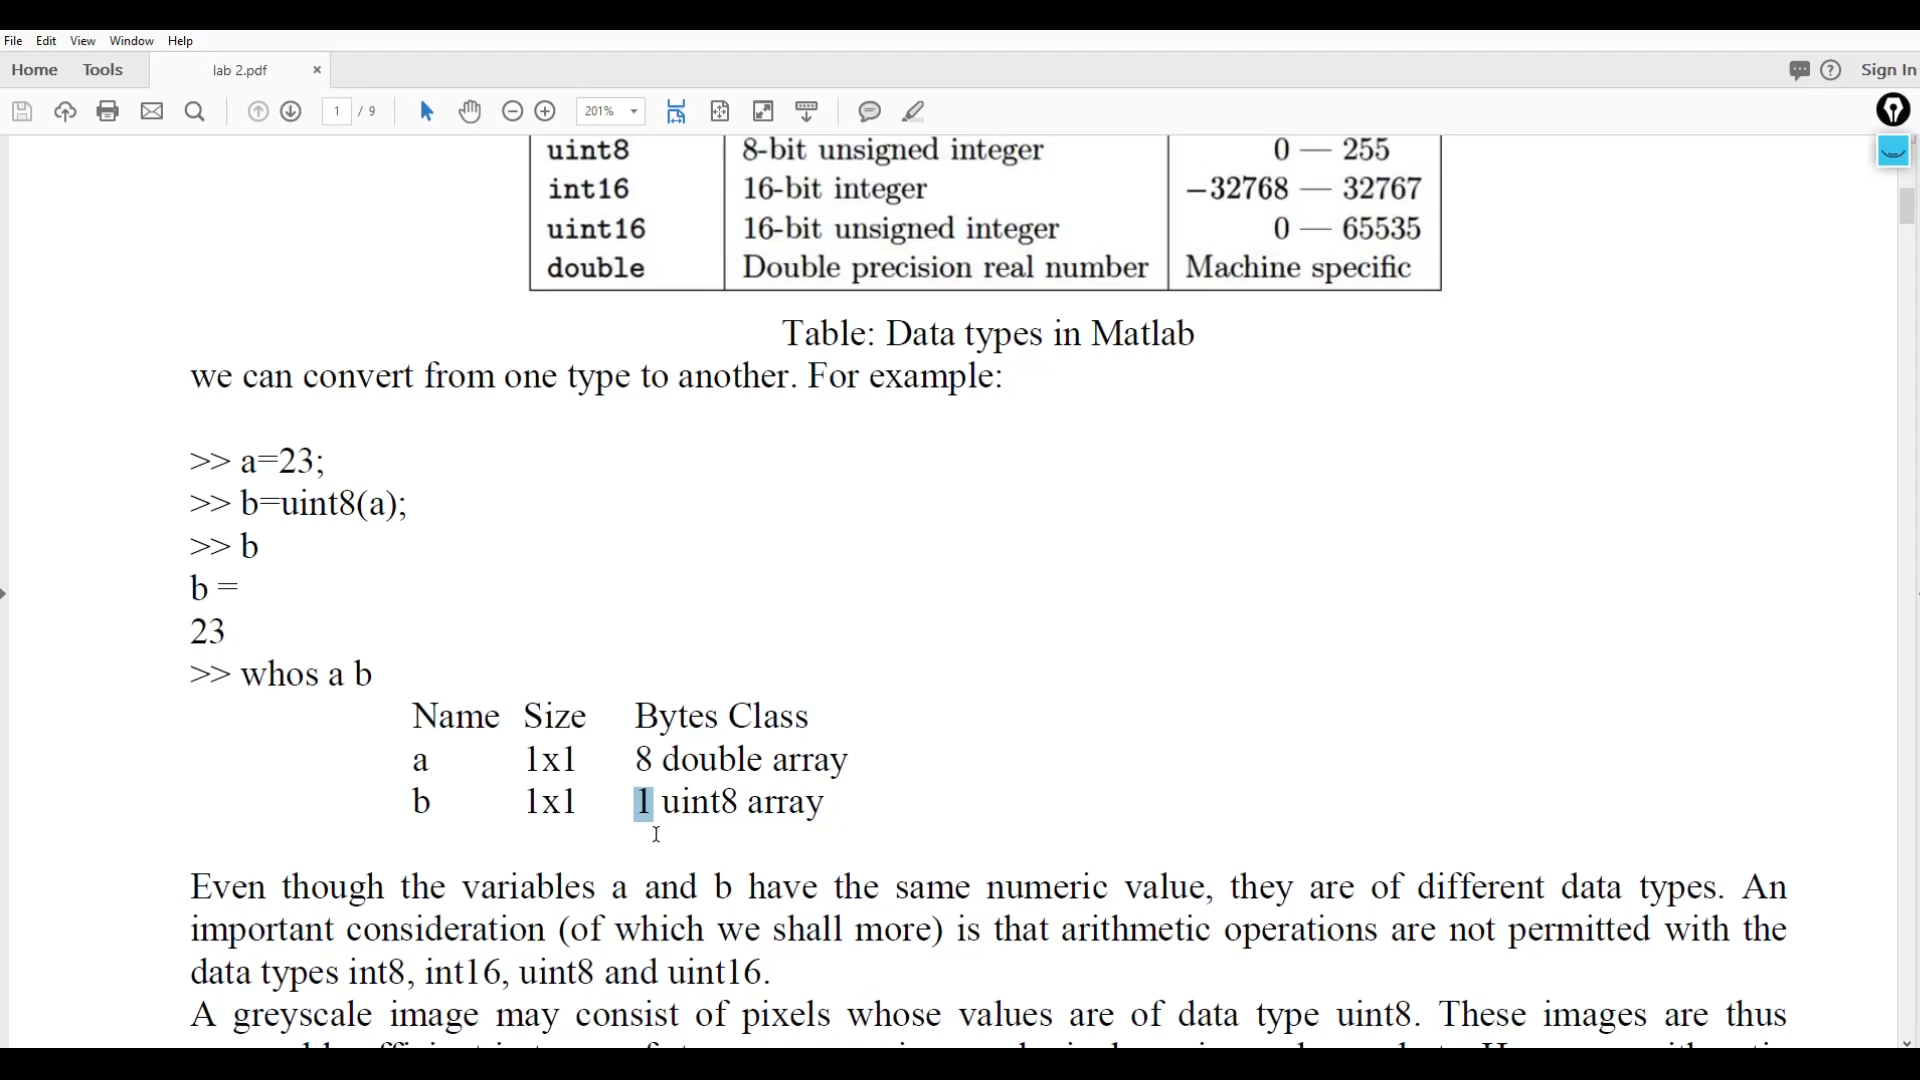 File Edit View Window Help
Home Tools lab 2.pdf × Sign In
1 / 9 201%
uint8 8-bit unsigned integer 0 — 255
int16 16-bit integer −32768 — 32767
uint16 16-bit unsigned integer 0 — 65535
double Double precision real number Machine specific
Table: Data types in Matlab
we can convert from one type to another. For example:
>> a=23;
>> b=uint8(a);
>> b
b =
23
>> whos a b
Name Size Bytes Class
a 1x1 8 double array
b 1x1 1 uint8 array
Even though the variables a and b have the same numeric value, they are of different data types. An
important consideration (of which we shall more) is that arithmetic operations are not permitted with the
data types int8, int16, uint8 and uint16.
A greyscale image may consist of pixels whose values are of data type uint8. These images are thus